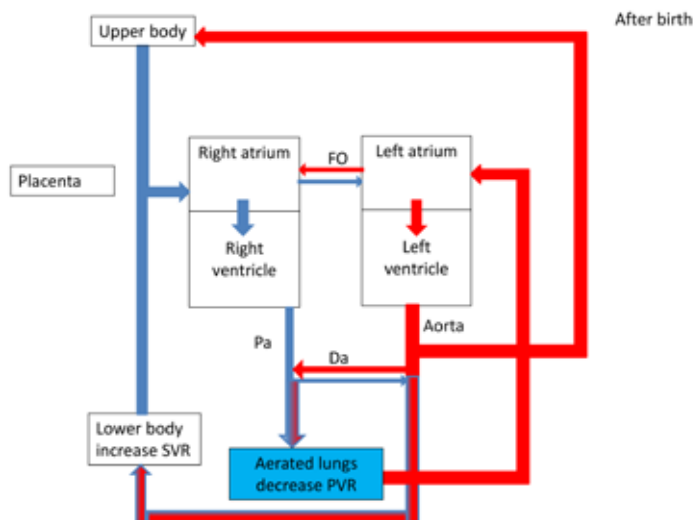 After birth
Upper body
Right atrium
FO
Left atrium
Placenta
Right
ventricle
Left
ventricle
Pa
Da
Aorta
Lower body
increase SVR
Aerated lungs
decrease PVR